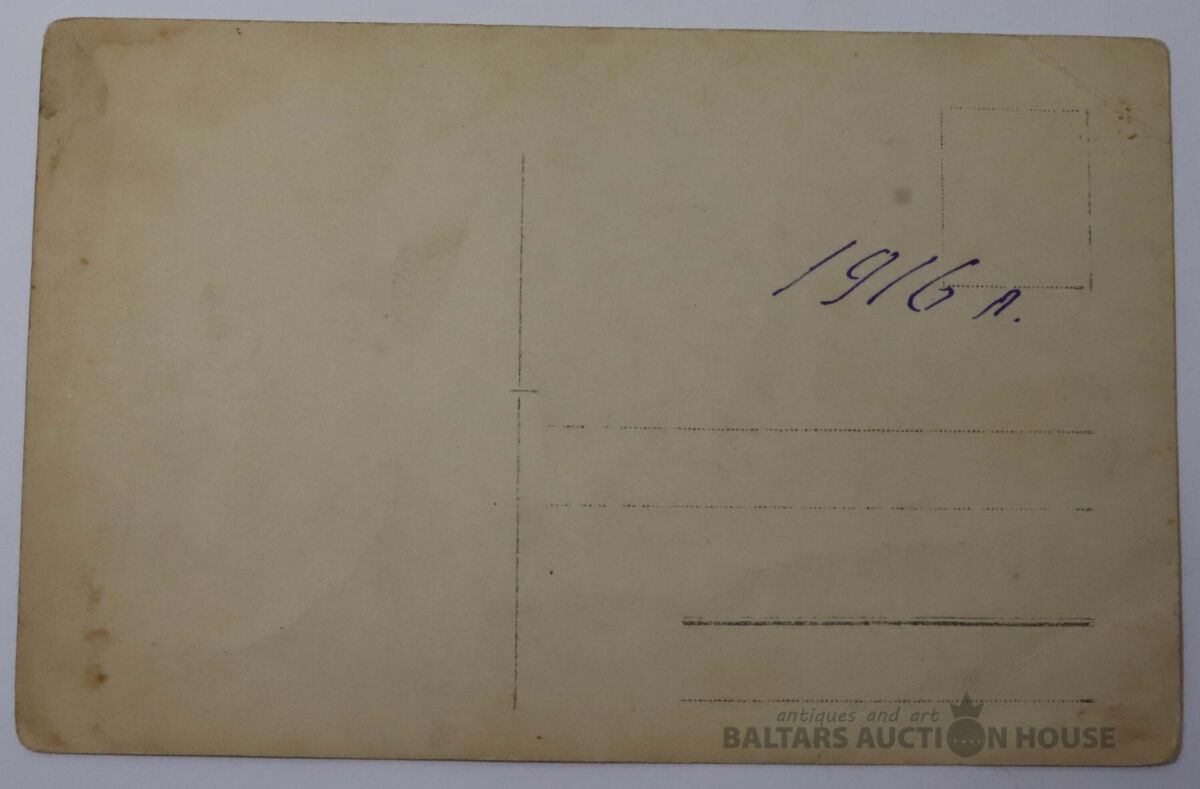 1916 л.
antiques and art
BALTARS AUCTION HOUSE